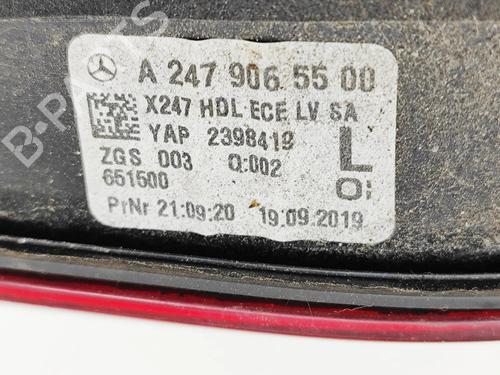 A 247 906 55 00
X247 HDL ECE LV SA
YAP 2398419
L
ZGS 003 Q:002
651500
Oi
PrNr 21:09:20 19.09.2019